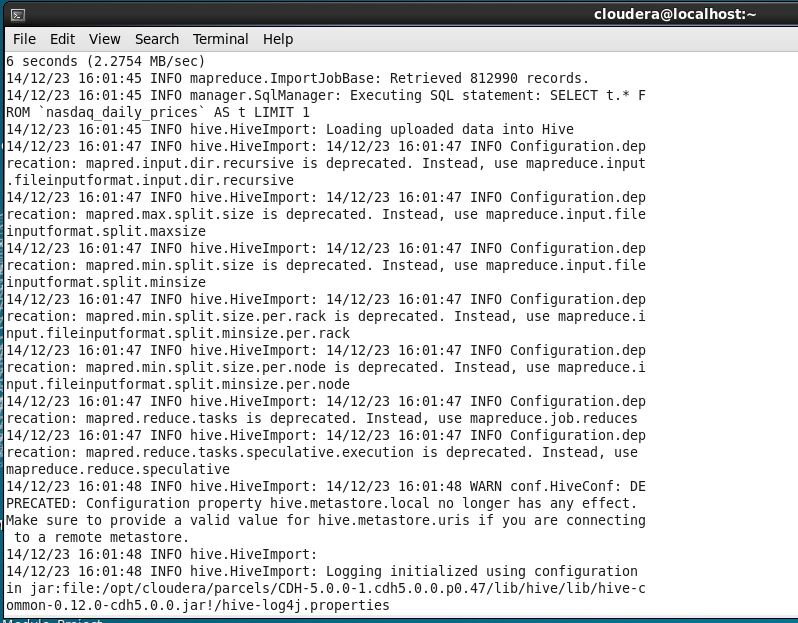 cloudera@localhost:~
File Edit View Search Terminal Help
6 seconds (2.2754 MB/sec)
14/12/23 16:01:45 INFO mapreduce.ImportJobBase: Retrieved 812990 records.
14/12/23 16:01:45 INFO manager.SqlManager: Executing SQL statement: SELECT t.* F
ROM `nasdaq_daily_prices` AS t LIMIT 1
14/12/23 16:01:45 INFO hive.HiveImport: Loading uploaded data into Hive
14/12/23 16:01:47 INFO hive.HiveImport: 14/12/23 16:01:47 INFO Configuration.dep
recation: mapred.input.dir.recursive is deprecated. Instead, use mapreduce.input
.fileinputformat.input.dir.recursive
14/12/23 16:01:47 INFO hive.HiveImport: 14/12/23 16:01:47 INFO Configuration.dep
recation: mapred.max.split.size is deprecated. Instead, use mapreduce.input.file
inputformat.split.maxsize
14/12/23 16:01:47 INFO hive.HiveImport: 14/12/23 16:01:47 INFO Configuration.dep
recation: mapred.min.split.size is deprecated. Instead, use mapreduce.input.file
inputformat.split.minsize
14/12/23 16:01:47 INFO hive.HiveImport: 14/12/23 16:01:47 INFO Configuration.dep
recation: mapred.min.split.size.per.rack is deprecated. Instead, use mapreduce.i
nput.fileinputformat.split.minsize.per.rack
14/12/23 16:01:47 INFO hive.HiveImport: 14/12/23 16:01:47 INFO Configuration.dep
recation: mapred.min.split.size.per.node is deprecated. Instead, use mapreduce.i
nput.fileinputformat.split.minsize.per.node
14/12/23 16:01:47 INFO hive.HiveImport: 14/12/23 16:01:47 INFO Configuration.dep
recation: mapred.reduce.tasks is deprecated. Instead, use mapreduce.job.reduces
14/12/23 16:01:47 INFO hive.HiveImport: 14/12/23 16:01:47 INFO Configuration.dep
recation: mapred.reduce.tasks.speculative.execution is deprecated. Instead, use
mapreduce.reduce.speculative
14/12/23 16:01:48 INFO hive.HiveImport: 14/12/23 16:01:48 WARN conf.HiveConf: DE
PRECATED: Configuration property hive.metastore.local no longer has any effect.
Make sure to provide a valid value for hive.metastore.uris if you are connecting
 to a remote metastore.
14/12/23 16:01:48 INFO hive.HiveImport:
14/12/23 16:01:48 INFO hive.HiveImport: Logging initialized using configuration
in jar:file:/opt/cloudera/parcels/CDH-5.0.0-1.cdh5.0.0.p0.47/lib/hive/lib/hive-c
ommon-0.12.0-cdh5.0.0.jar!/hive-log4j.properties